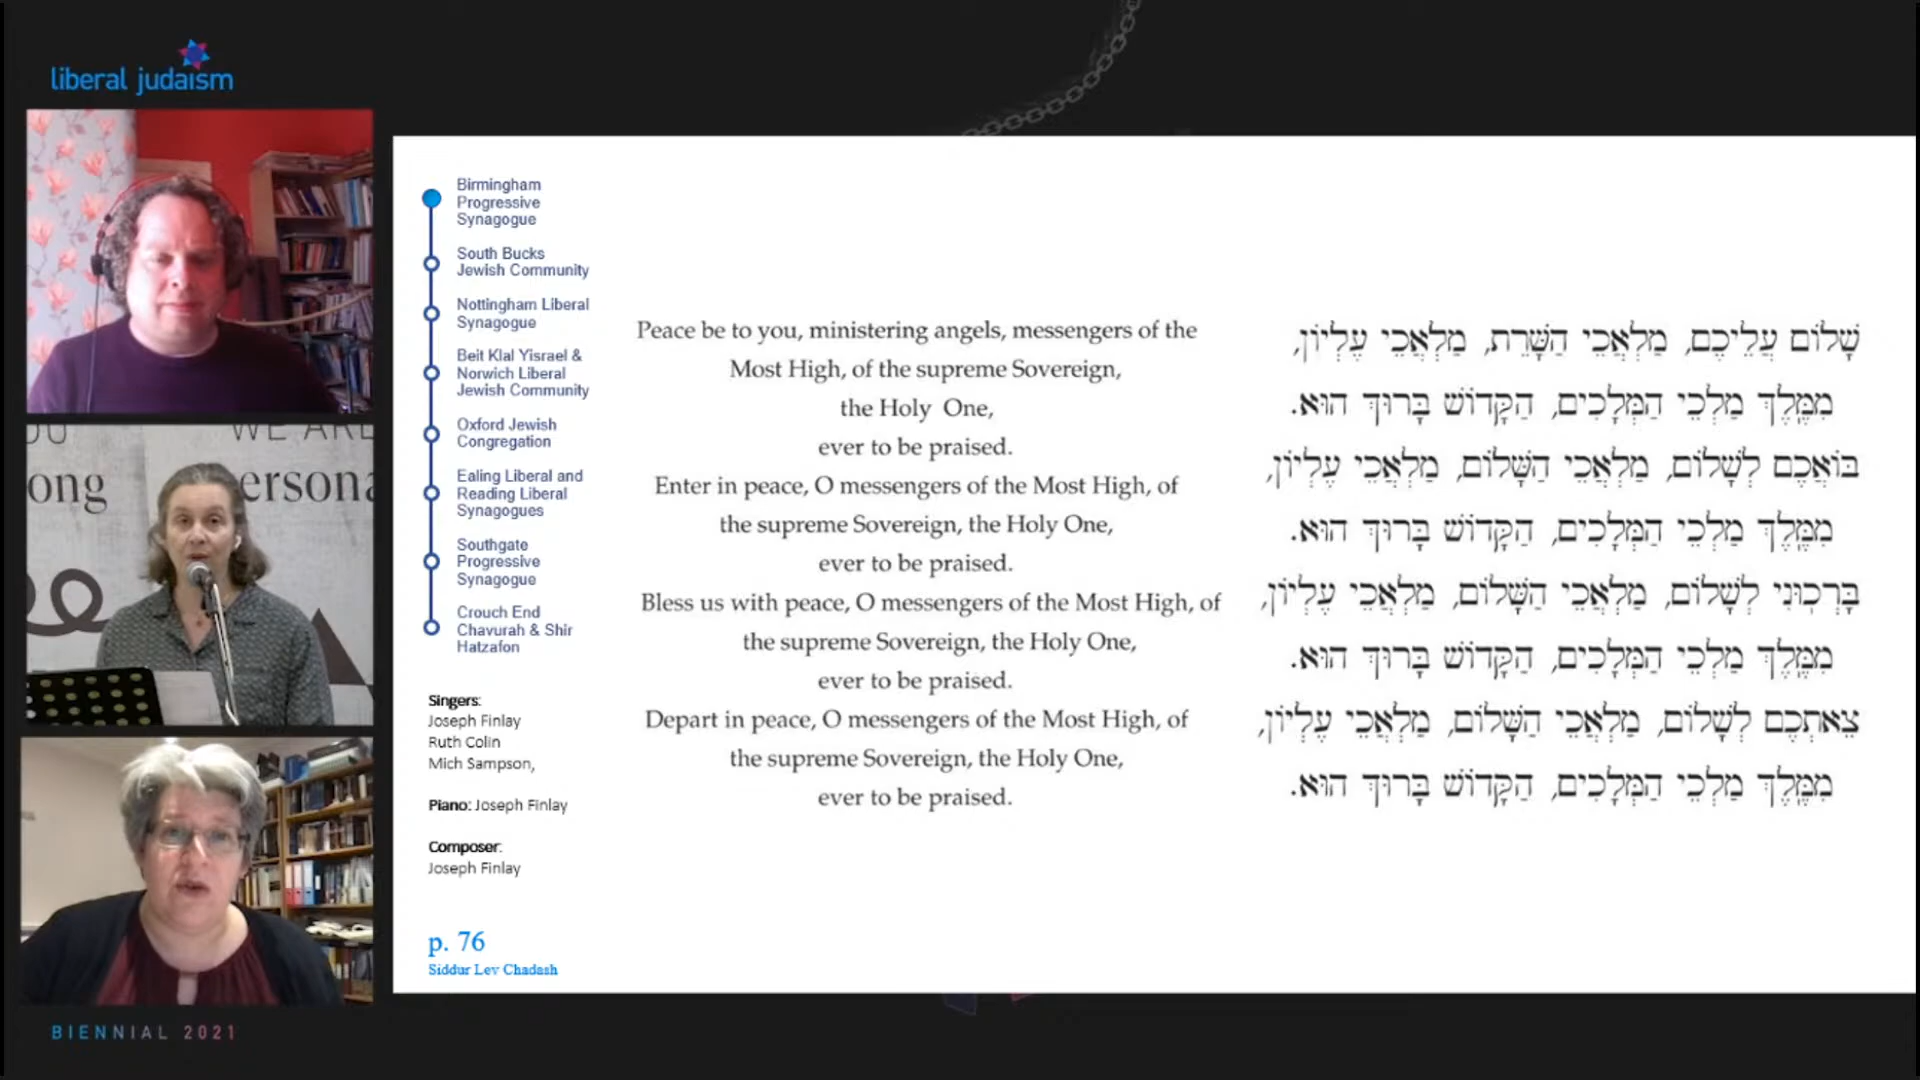 liberal judaism
OU
WE ARE
ong
ersona
BIENNIAL 2021
Birmingham
Progressive
Synagogue
South Bucks
Jewish Community
Nottingham Liberal
Synagogue
Beit Klal Yisrael &
Norwich Liberal
Jewish Community
Oxford Jewish
Congregation
Ealing Liberal and
Reading Liberal
Synagogues
Southgate
Progressive
Synagogue
Crouch End
Chavurah & Shir
Hatzafon
Singers:
Joseph Finlay
Ruth Colin
Mich Sampson,
Piano: Joseph Finlay
Composer:
Joseph Finlay
p. 76
Siddur Lev Chadash
Peace be to you, ministering angels, messengers of the
Most High, of the supreme Sovereign,
the Holy One,
ever to be praised.
Enter in peace, O messengers of the Most High, of
the supreme Sovereign, the Holy One,
ever to be praised.
Bless us with peace, O messengers of the Most High, of
the supreme Sovereign, the Holy One,
ever to be praised.
Depart in peace, O messengers of the Most High, of
the supreme Sovereign, the Holy One,
ever to be praised.
שָׁלוֹם עֲלֵיכֶם, מַלְאֲכֵי הַשָּׁרֵת, מַלְאֲכֵי עֶלְיוֹן,
מִמֶּלֶךְ מַלְכֵי הַמְּלָכִים, הַקָּדוֹשׁ בָּרוּךְ הוּא.
בּוֹאֲכֶם לְשָׁלוֹם, מַלְאֲכֵי הַשָּׁלוֹם, מַלְאֲכֵי עֶלְיוֹן,
מִמֶּלֶךְ מַלְכֵי הַמְּלָכִים, הַקָּדוֹשׁ בָּרוּךְ הוּא.
בָּרְכוּנִי לְשָׁלוֹם, מַלְאֲכֵי הַשָּׁלוֹם, מַלְאֲכֵי עֶלְיוֹן,
מִמֶּלֶךְ מַלְכֵי הַמְּלָכִים, הַקָּדוֹשׁ בָּרוּךְ הוּא.
צֵאתְכֶם לְשָׁלוֹם, מַלְאֲכֵי הַשָּׁלוֹם, מַלְאֲכֵי עֶלְיוֹן,
מִמֶּלֶךְ מַלְכֵי הַמְּלָכִים, הַקָּדוֹשׁ בָּרוּךְ הוּא.